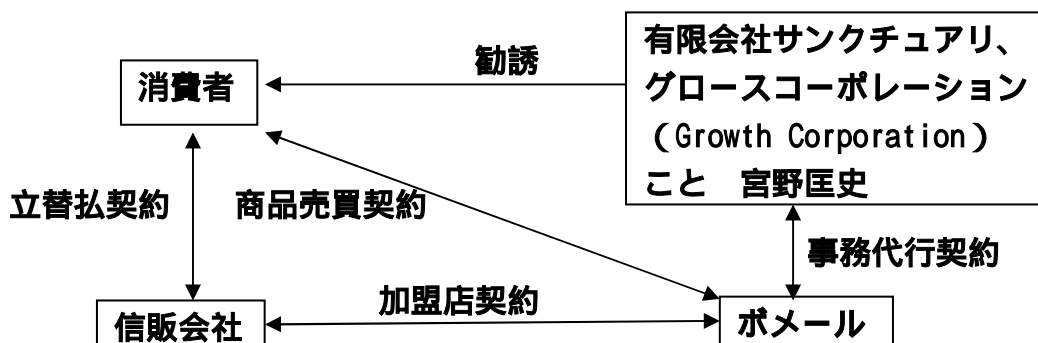 有限会社サンクチュアリ、
グロースコーポレーション
（Growth Corporation）
こと　宮野匡史
勧誘
消費者
立替払契約
商品売買契約
事務代行契約
加盟店契約
信販会社
ボメール